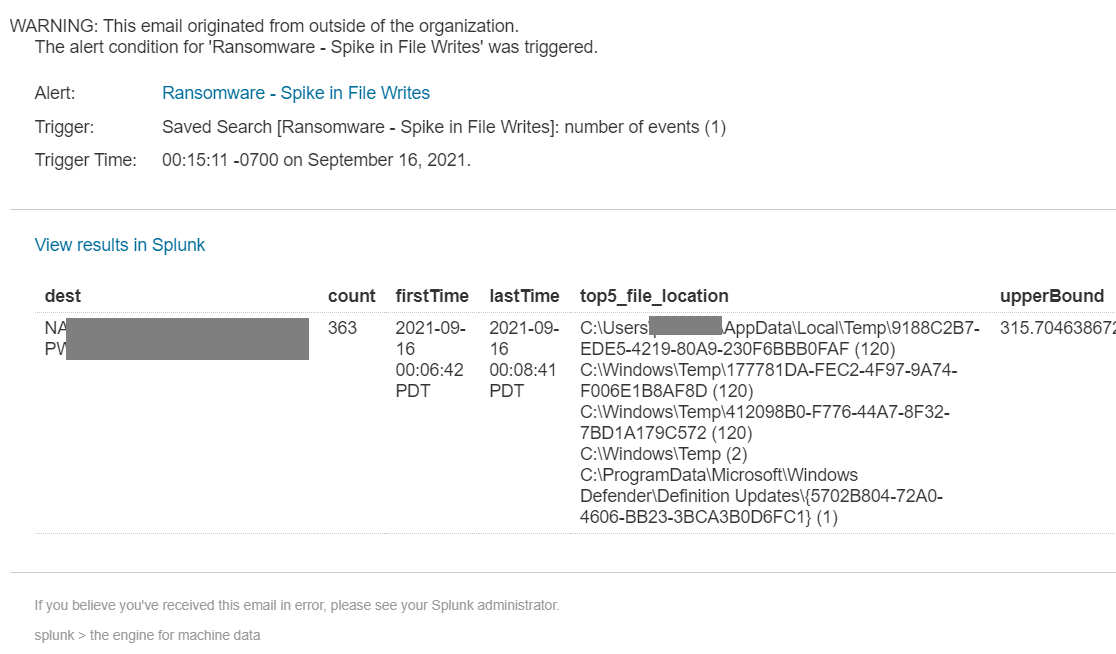 WARNING: This email originated from outside of the organization.
The alert condition for 'Ransomware - Spike in File Writes' was triggered.
Alert: Ransomware - Spike in File Writes
Trigger: Saved Search [Ransomware - Spike in File Writes]: number of events (1)
Trigger Time: 00:15:11 -0700 on September 16, 2021.
View results in Splunk
dest count firstTime lastTime top5_file_location upperBound
NA 363 2021-09- 2021-09- C:\Users\ \AppData\Local\Temp\9188C2B7- 315.704638672
PW 16 16 EDE5-4219-80A9-230F6BBB0FAF (120)
00:06:42 00:08:41 C:\Windows\Temp\177781DA-FEC2-4F97-9A74-
PDT PDT F006E1B8AF8D (120)
C:\Windows\Temp\412098B0-F776-44A7-8F32-
7BD1A179C572 (120)
C:\Windows\Temp (2)
C:\ProgramData\Microsoft\Windows
Defender\Definition Updates\{5702B804-72A0-
4606-BB23-3BCA3B0D6FC1} (1)
If you believe you've received this email in error, please see your Splunk administrator.
splunk > the engine for machine data